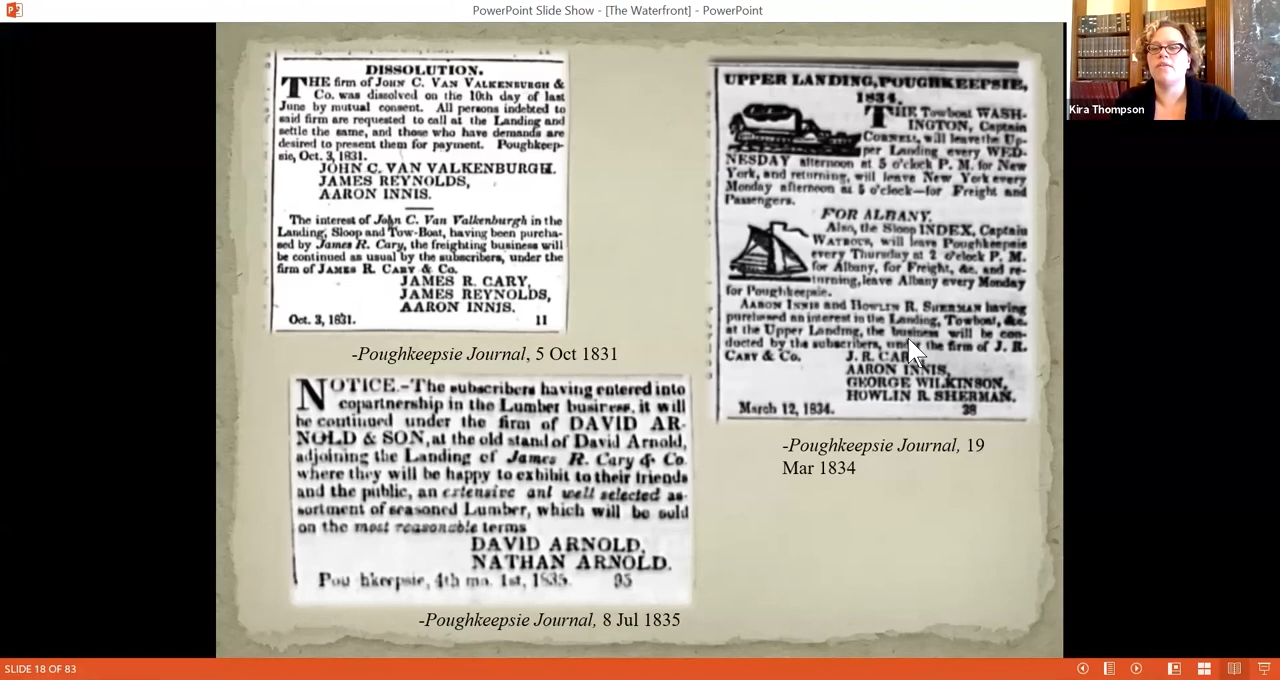 PowerPoint Slide Show - [The Waterfront] - PowerPoint
Kira Thompson
DISSOLUTION.
THE firm of JOHN C. VAN VALKENBURGH &
Co. was dissolved on the 10th day of last
June by mutual consent. All persons indebted to
said firm are requested to call at the Landing and
settle the same, and those who have demands are
desired to present them for payment. Poughkeep-
sie, Oct. 3, 1831.
JOHN C. VAN VALKENBURGH.
JAMES REYNOLDS,
AARON INNIS.
The interest of John C. Van Valkenburgh in the
Landing, Sloop and Tow-Boat, having been purcha-
sed by James R. Cary, the freighting business will
be continued as usual by the subscribers, under the
firm of JAMES R. CARY & Co.
JAMES R. CARY,
JAMES REYNOLDS,
AARON INNIS.
Oct. 3, 1831. 11
-Poughkeepsie Journal, 5 Oct 1831
NOTICE.-The subscribers having entered into
copartnership in the Lumber business, it will
be continued under the firm of DAVID AR-
NOLD & SON, at the old stand of David Arnold,
adjoining the Landing of James R. Cary & Co.
where they will be happy to exhibit to their friends
and the public, an extensive and well selected as-
sortment of seasoned Lumber, which will be sold
on the most reasonable terms
DAVID ARNOLD,
NATHAN ARNOLD.
Pou hkeepsie, 4th mo. 1st, 1835. 95
-Poughkeepsie Journal, 8 Jul 1835
UPPER LANDING, POUGHKEEPSIE,
1834.
THE Towboat WASH-
INGTON, Captain
CORNELL, will leave the Up-
per Landing every WED-
NESDAY afternoon at 5 o'clock P. M. for New
York, and returning, will leave New York every
Monday afternoon at 5 o'clock—for Freight and
Passengers.
FOR ALBANY.
Also, the Sloop INDEX, Captain
WATROUS, will leave Poughkeepsie
every Thursday at 2 o'clock P. M.
for Albany, for Freight, &c. and re-
turning, leave Albany every Monday
for Poughkeepsie.
AARON INNIS and HOWLIN R. SHERMAN having
purchased an interest in the Landing, Towboat, &c.
at the Upper Landing, the business will be con-
ducted by the subscribers, under the firm of J. R.
CARY & Co. J. R. CAR
AARON INNIS,
GEORGE WILKINSON,
HOWLIN R. SHERMAN.
March 12, 1834. 38
-Poughkeepsie Journal, 19
Mar 1834
SLIDE 18 OF 83